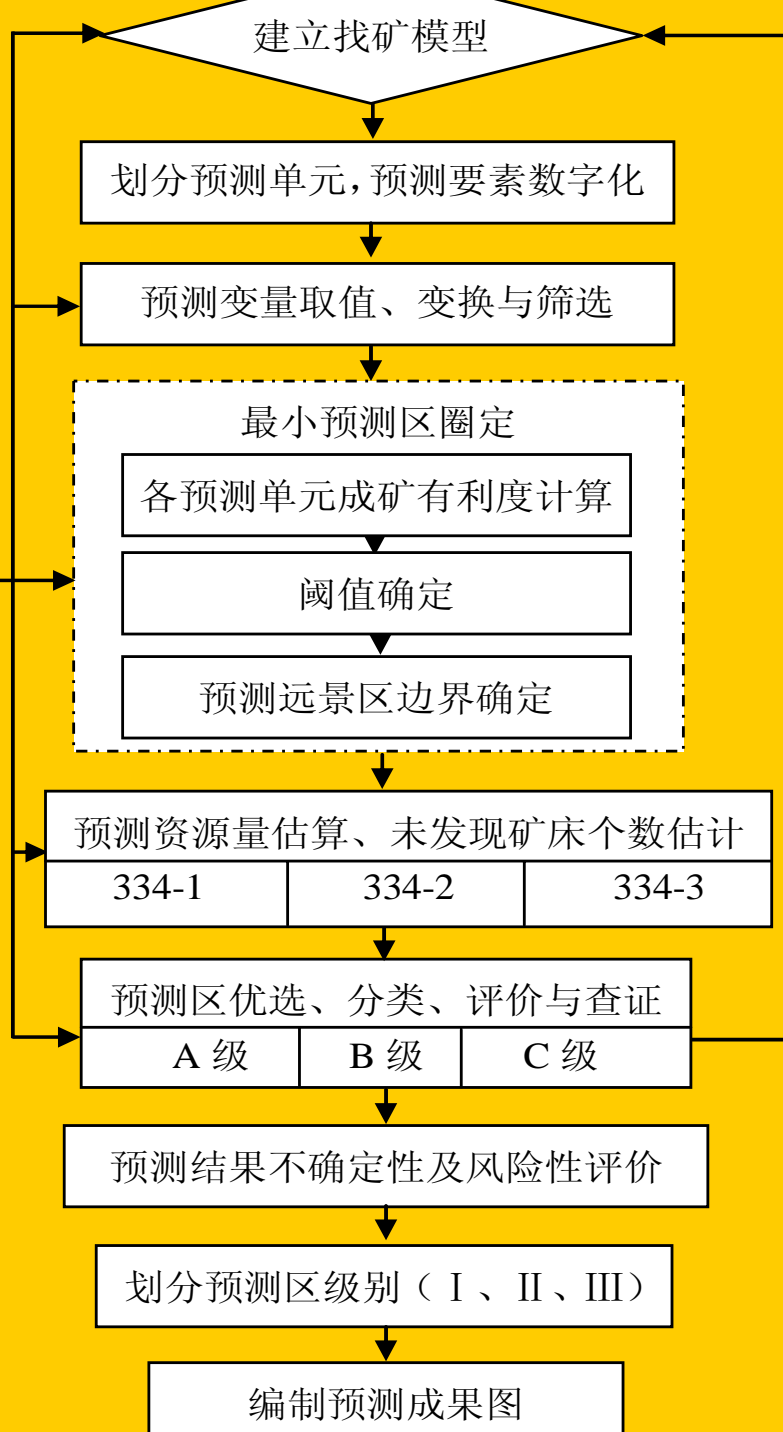 建立找矿模型
划分预测单元，预测要素数字化
预测变量取值、变换与筛选
最小预测区圈定
各预测单元成矿有利度计算
阈值确定
预测远景区边界确定
预测资源量估算、未发现矿床个数估计
334-1 334-2 334-3
预测区优选、分类、评价与查证
A 级 B 级 C 级
预测结果不确定性及风险性评价
划分预测区级别（Ⅰ、Ⅱ、Ⅲ）
编制预测成果图